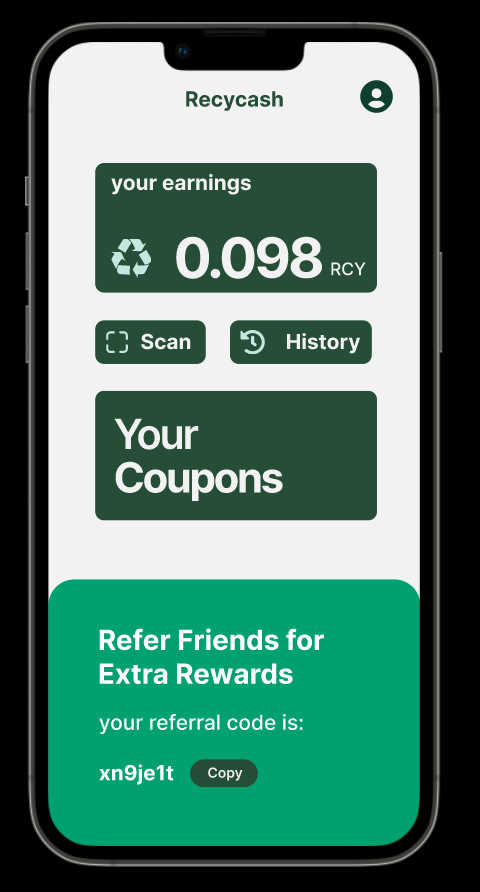 Recycash
your earnings
0.098 RCY
Scan
History
Your
Coupons
Refer Friends for
Extra Rewards
your referral code is:
xn9je1t
Copy